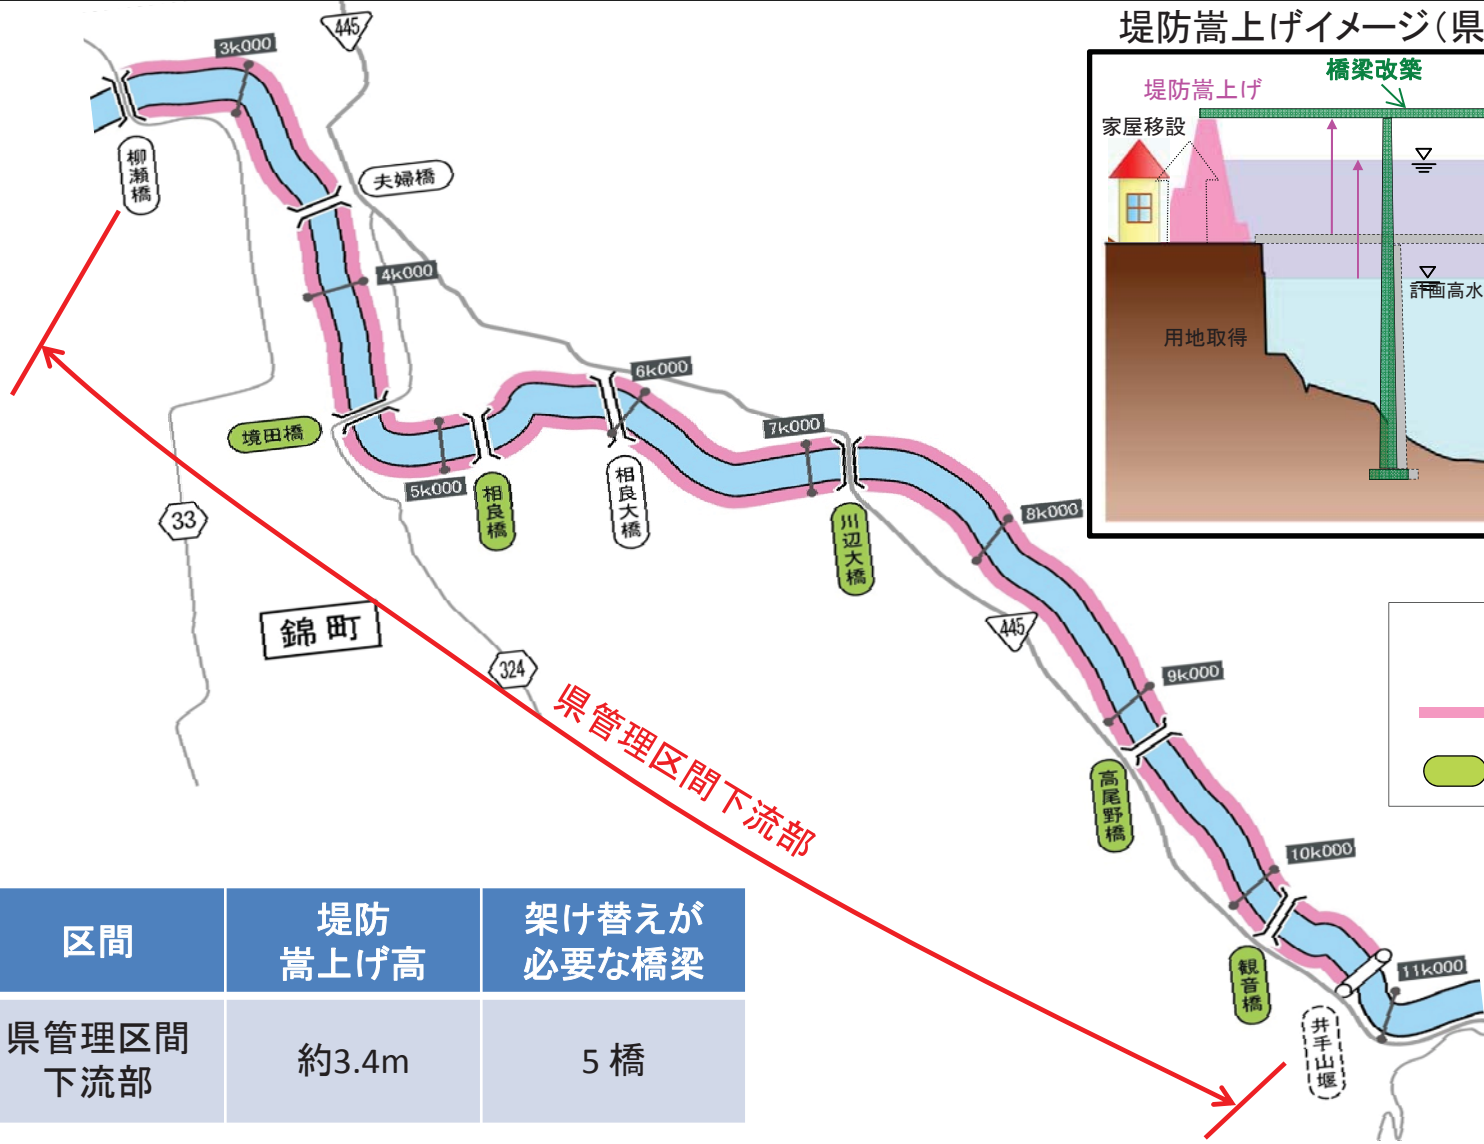 堤防嵩上げイメージ（県
橋梁改築
堤防嵩上げ
家屋移設
計画高水
用地取得
445
3k000
柳瀬橋
夫婦橋
4k000
6k000
7k000
境田橋
5k000
相良橋
相良大橋
川辺大橋
8k000
33
錦町
324
445
9k000
県管理区間下流部
高尾野橋
10k000
観音橋
11k000
井手山堰
区間
堤防
嵩上げ高
架け替えが
必要な橋梁
県管理区間
下流部
約3.4m
5 橋